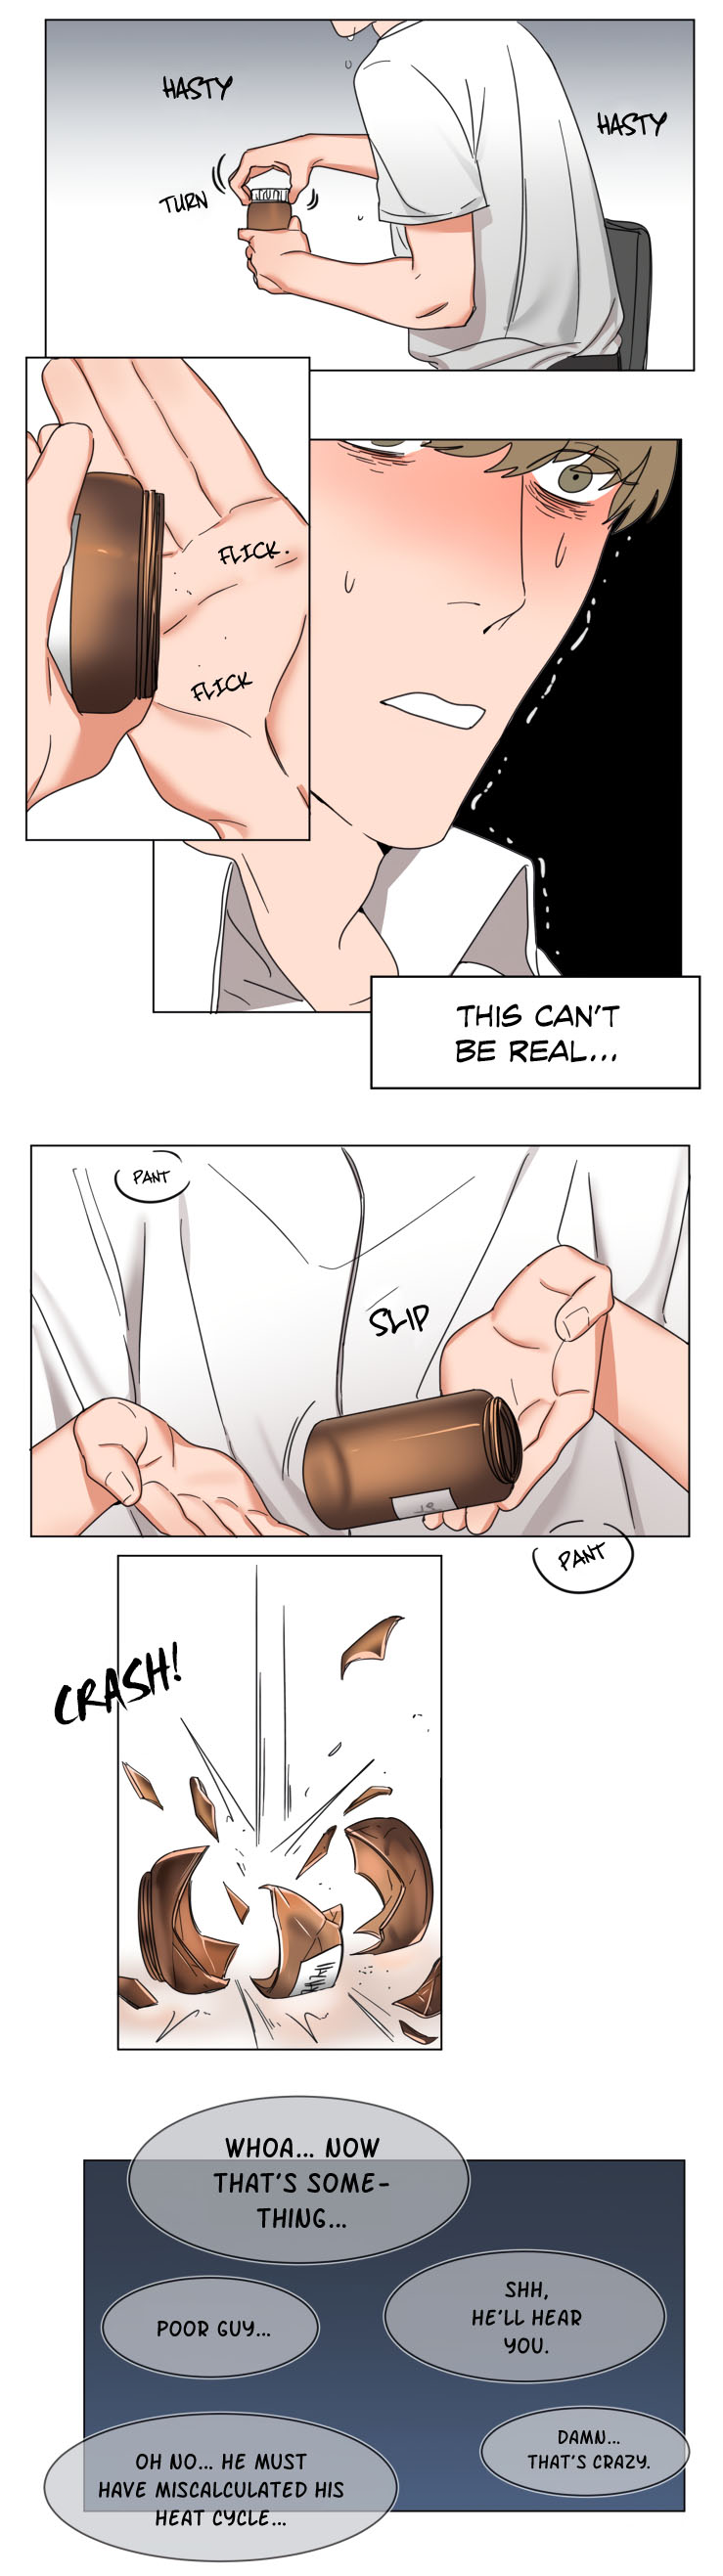 HASTY
HASTY
TURN
FLICK.
FLICK
THIS CAN'T
BE REAL...
PANT
SLIP
PANT
CRASH!
WHOA... NOW
THAT'S SOME-
THING...
SHH,
HE'LL HEAR
YOU.
POOR GUY...
DAMN...
THAT'S CRAZY.
OH NO... HE MUST
HAVE MISCALCULATED HIS
HEAT CYCLE...